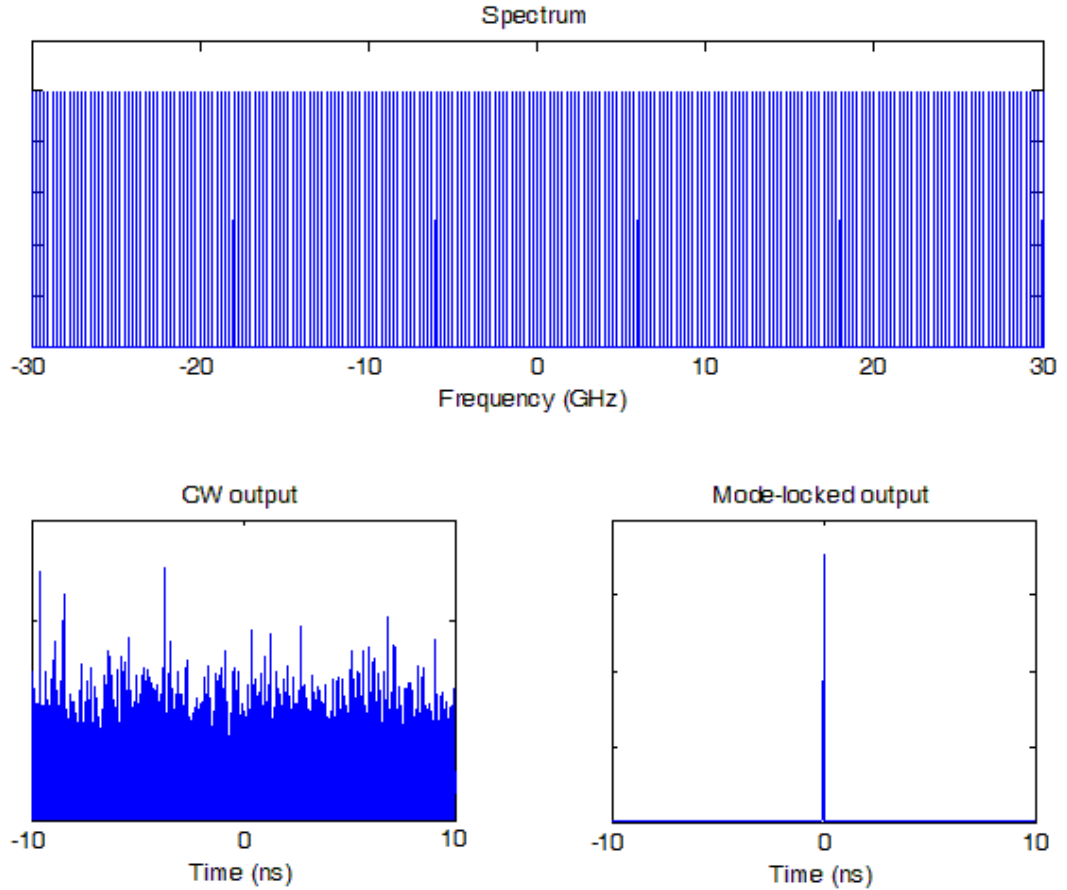 Spectrum
-30 -20 -10 0 10 20 30
Frequency (GHz)
CW output
-10 0 10
Time (ns)
Mode-locked output
-10 0 10
Time (ns)